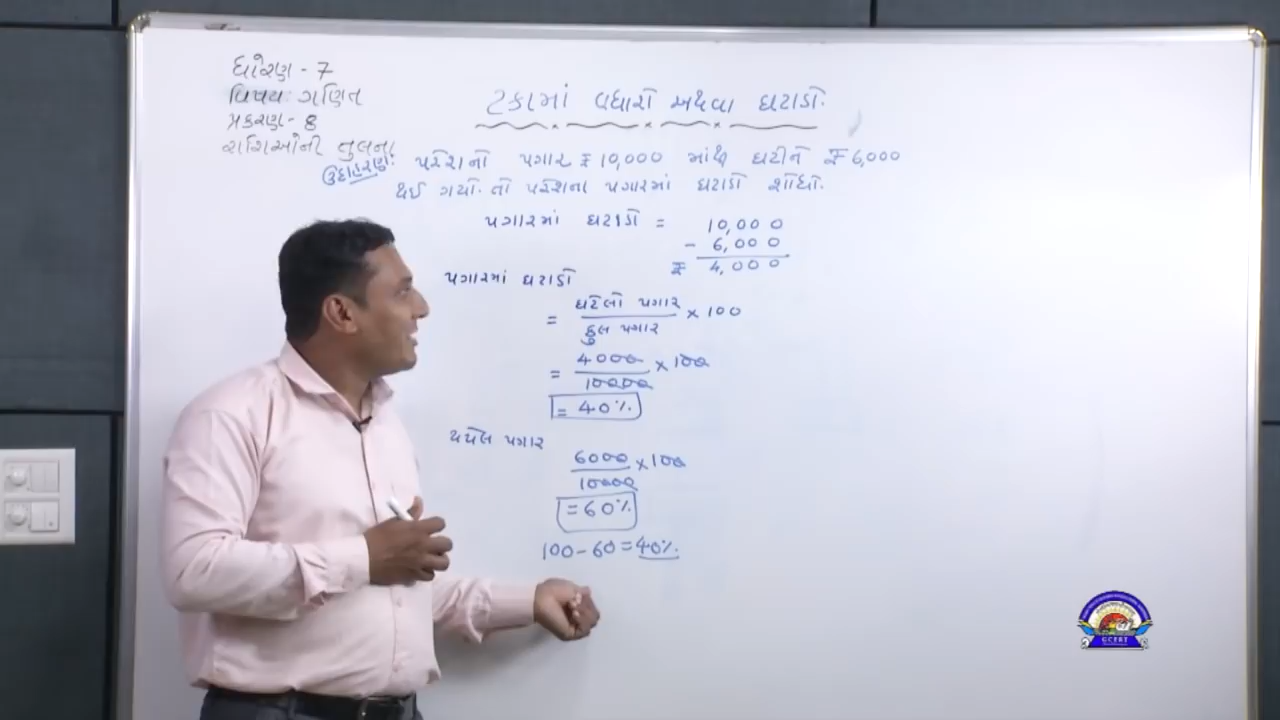 ધોરણ - 7
વિષય: ગણિત
પ્રકરણ - 8
રાશિઓની તુલના
ટકામાં વધારો અથવા ઘટાડો.
ઉદાહરણ: પરેશનો પગાર ₹ 10,000 માંથી ઘટીને ₹ 6,000
થઈ ગયો. તો પરેશના પગારમાં ઘટાડો શોધો.
પગારમાં ઘટાડો = 10,000
- 6,000
₹ 4,000
પગારમાં ઘટાડો
= ઘટેલો પગાર / કુલ પગાર × 100
= 4000 / 10000 × 100
= 40%
પગાર
6000 / 10000 × 100
= 60%
100 - 60 = 40%.
GCERT